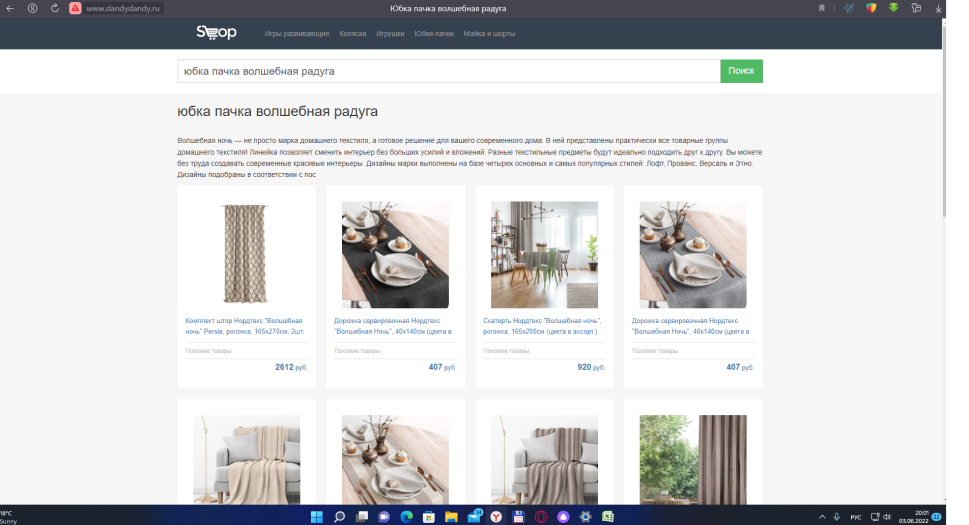 www.dandydandy.ru
Юбка пачка волшебная радуга
Shop
Игры развивающие Коляски Игрушки Юбки-пачки Майка и шорты
юбка пачка волшебная радуга
Поиск
юбка пачка волшебная радуга
Волшебная ночь — не просто марка домашнего текстиля, а готовое решение для вашего современного дома. В ней представлены практически все товарные группы
домашнего текстиля! Линейка позволяет сменить интерьер без больших усилий и вложений. Разные текстильные предметы будут идеально подходить друг к другу. Вы можете
без труда создавать современные красивые интерьеры. Дизайны марки выполнены на базе четырех основных и самых популярных стилей: Лофт, Прованс, Версаль и Этно.
Дизайны подобраны в соответствии с пос
Комплект штор Нордтекс "Волшебная
ночь" Persia, рогожка, 165х270см, 2шт.
Похожие товары
2612 руб.
Дорожка сервировочная Нордтекс
"Волшебная Ночь", 40х140см (цвета в
Похожие товары
407 руб.
Скатерть Нордтекс "Волшебная ночь",
рогожка, 165х200см (цвета в ассорт.)
Похожие товары
920 руб.
Дорожка сервировочная Нордтекс
"Волшебная Ночь", 40х140см (цвета в
Похожие товары
407 руб.
18°C
Sunny
РУС
20:01
03.06.2022
22